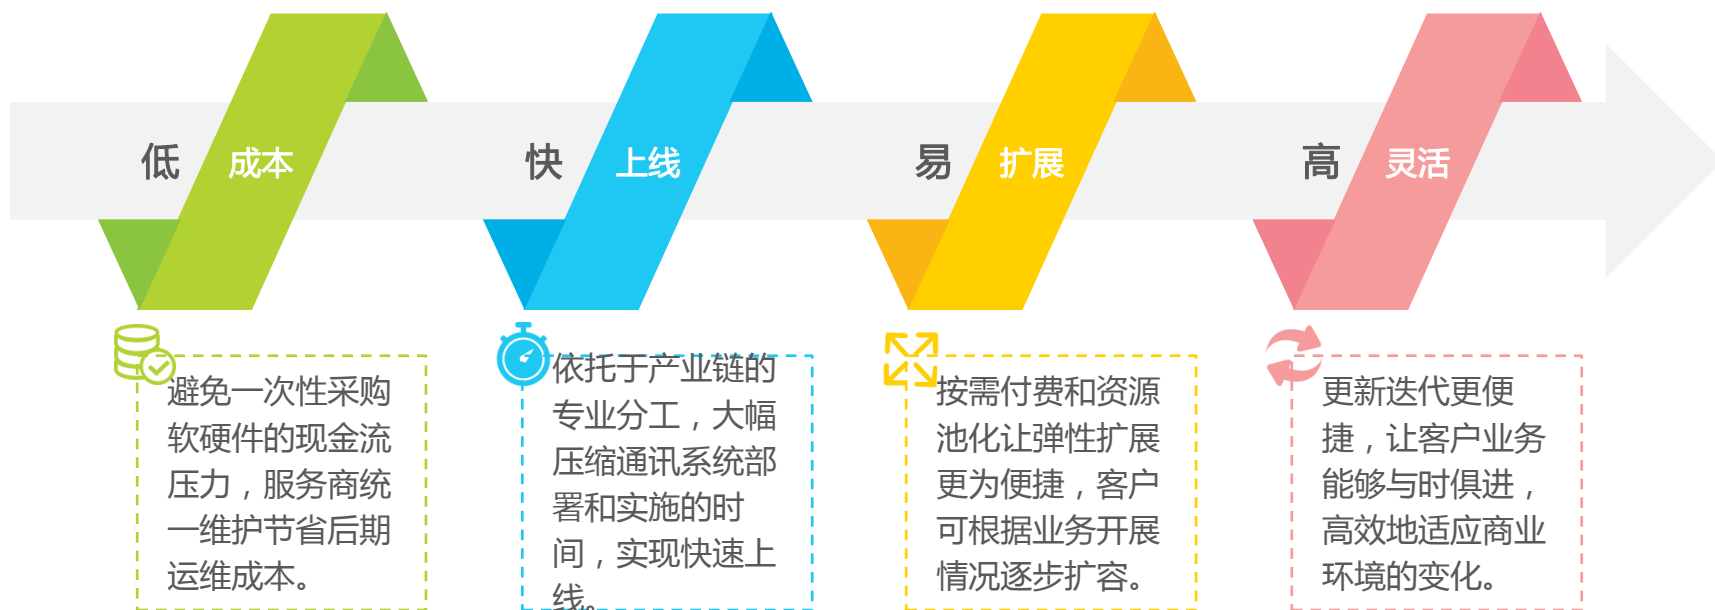 低 成本
快 上线
易 扩展
高 灵活
避免一次性采购
软硬件的现金流
压力，服务商统
一维护节省后期
运维成本。
依托于产业链的
专业分工，大幅
压缩通讯系统部
署和实施的时
间，实现快速上
线。
按需付费和资源
池化让弹性扩展
更为便捷，客户
可根据业务开展
情况逐步扩容。
更新迭代更便
捷，让客户业务
能够与时俱进，
高效地适应商业
环境的变化。